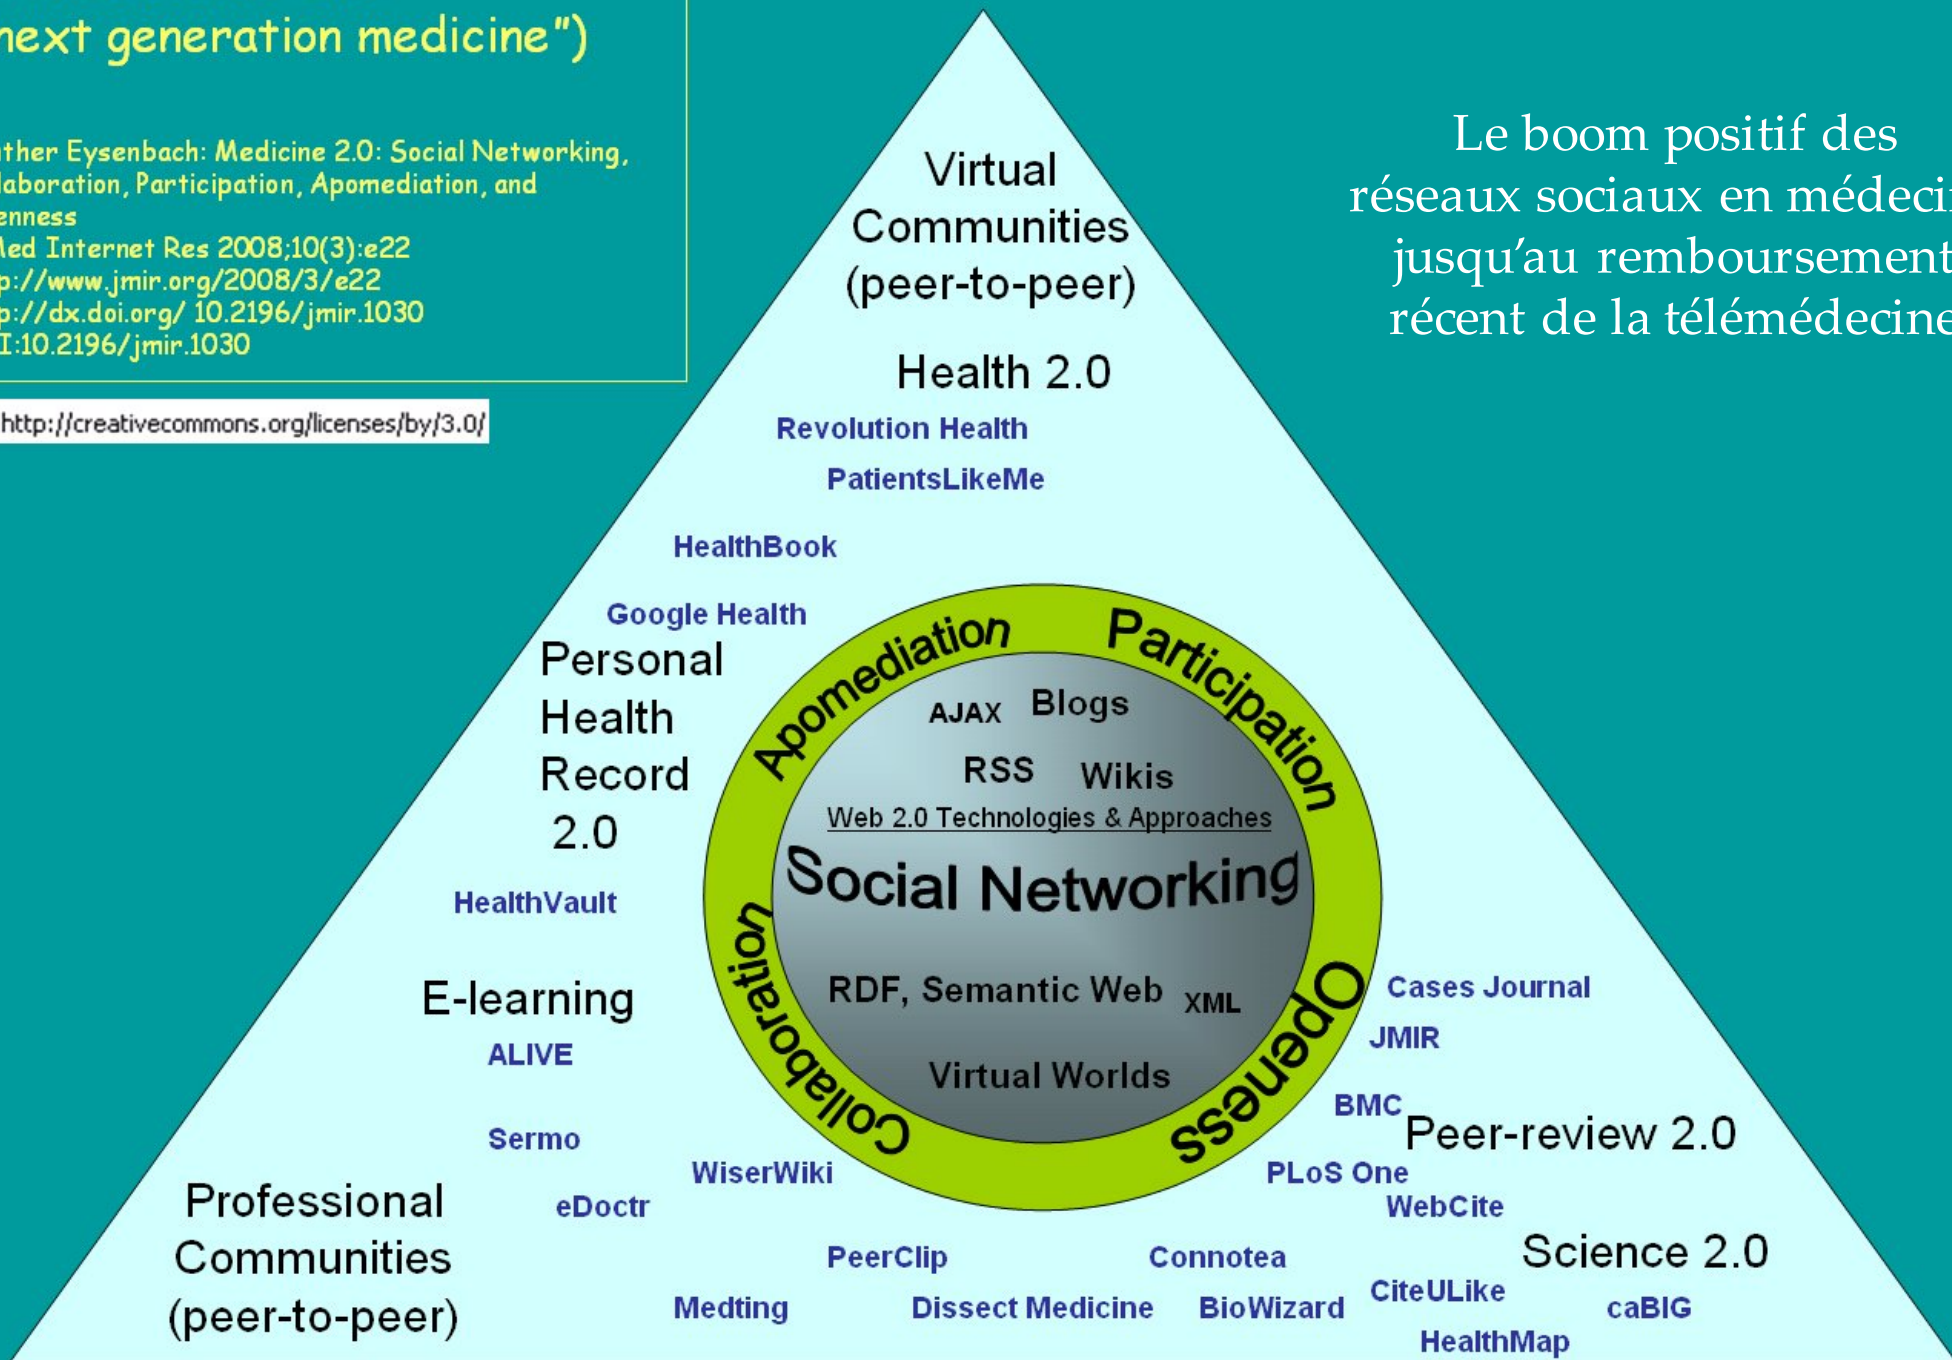 next generation medicine")
ther Eysenbach: Medicine 2.0: Social Networking,
laboration, Participation, Apomediation, and
enness
Med Internet Res 2008;10(3):e22
p://www.jmir.org/2008/3/e22
p://dx.doi.org/ 10.2196/jmir.1030
I:10.2196/jmir.1030
http://creativecommons.org/licenses/by/3.0/
Le boom positif des
réseaux sociaux en médeci
jusqu'au remboursement
récent de la télémédecine
Virtual
Communities
(peer-to-peer)
Health 2.0
Revolution Health
PatientsLikeMe
HealthBook
Google Health
Personal
Health
Record
2.0
HealthVault
E-learning
ALIVE
Sermo
WiserWiki
eDoctr
Professional
Communities
(peer-to-peer)
PeerClip
Medting
Dissect Medicine
Apomediation
Participation
Collaboration
Openess
AJAX Blogs
RSS Wikis
Web 2.0 Technologies & Approaches
Social Networking
RDF, Semantic Web XML
Virtual Worlds
Cases Journal
JMIR
BMC
Peer-review 2.0
PLoS One
WebCite
Science 2.0
Connotea
CiteULike
BioWizard
caBIG
HealthMap